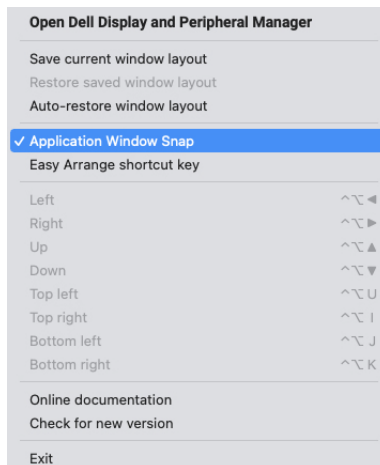 Open Dell Display and Peripheral Manager
Save current window layout
Restore saved window layout
Auto-restore window layout
✓ Application Window Snap
Easy Arrange shortcut key
Left ^⌥◀
Right ^⌥▶
Up ^⌥▲
Down ^⌥▼
Top left ^⌥U
Top right ^⌥I
Bottom left ^⌥J
Bottom right ^⌥K
Online documentation
Check for new version
Exit